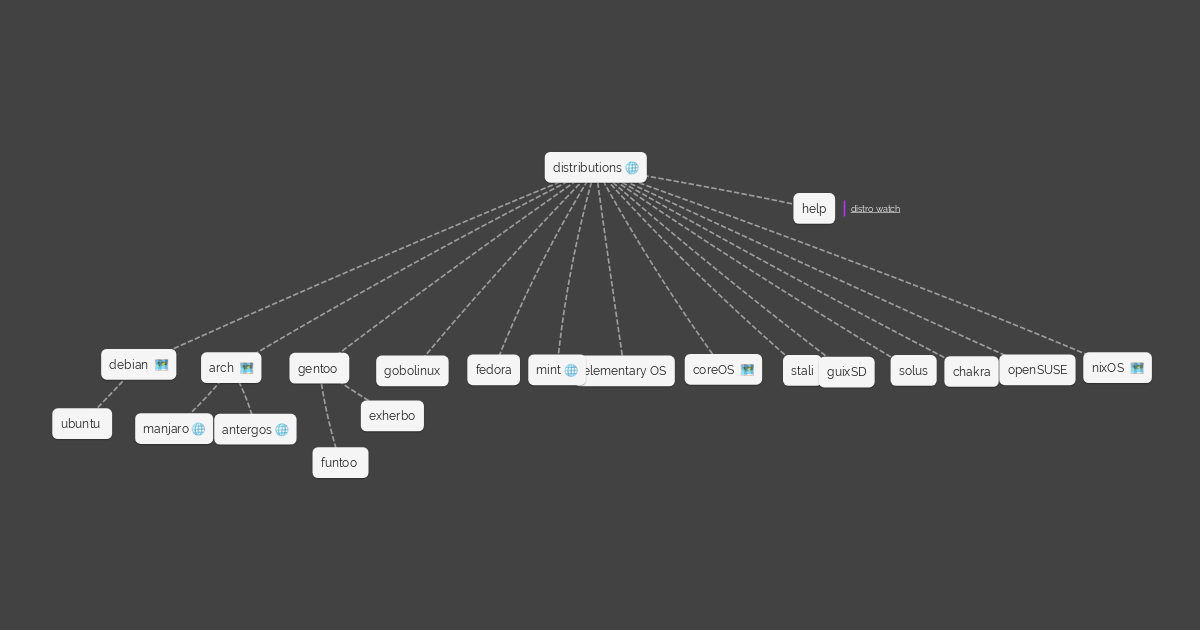 distributions
help
distro watch
debian
arch
gentoo
gobolinux
fedora
mint
elementary OS
coreOS
stali
guixSD
solus
chakra
openSUSE
nixOS
ubuntu
manjaro
antergos
exherbo
funtoo